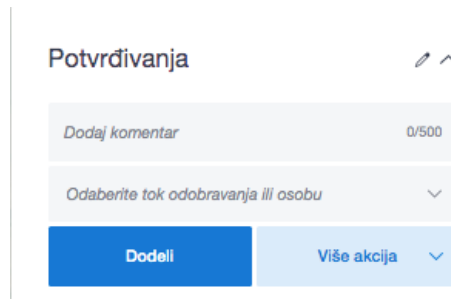 Potvrđivanja
Dodaj komentar 0/500
Odaberite tok odobravanja ili osobu
Dodeli Više akcija